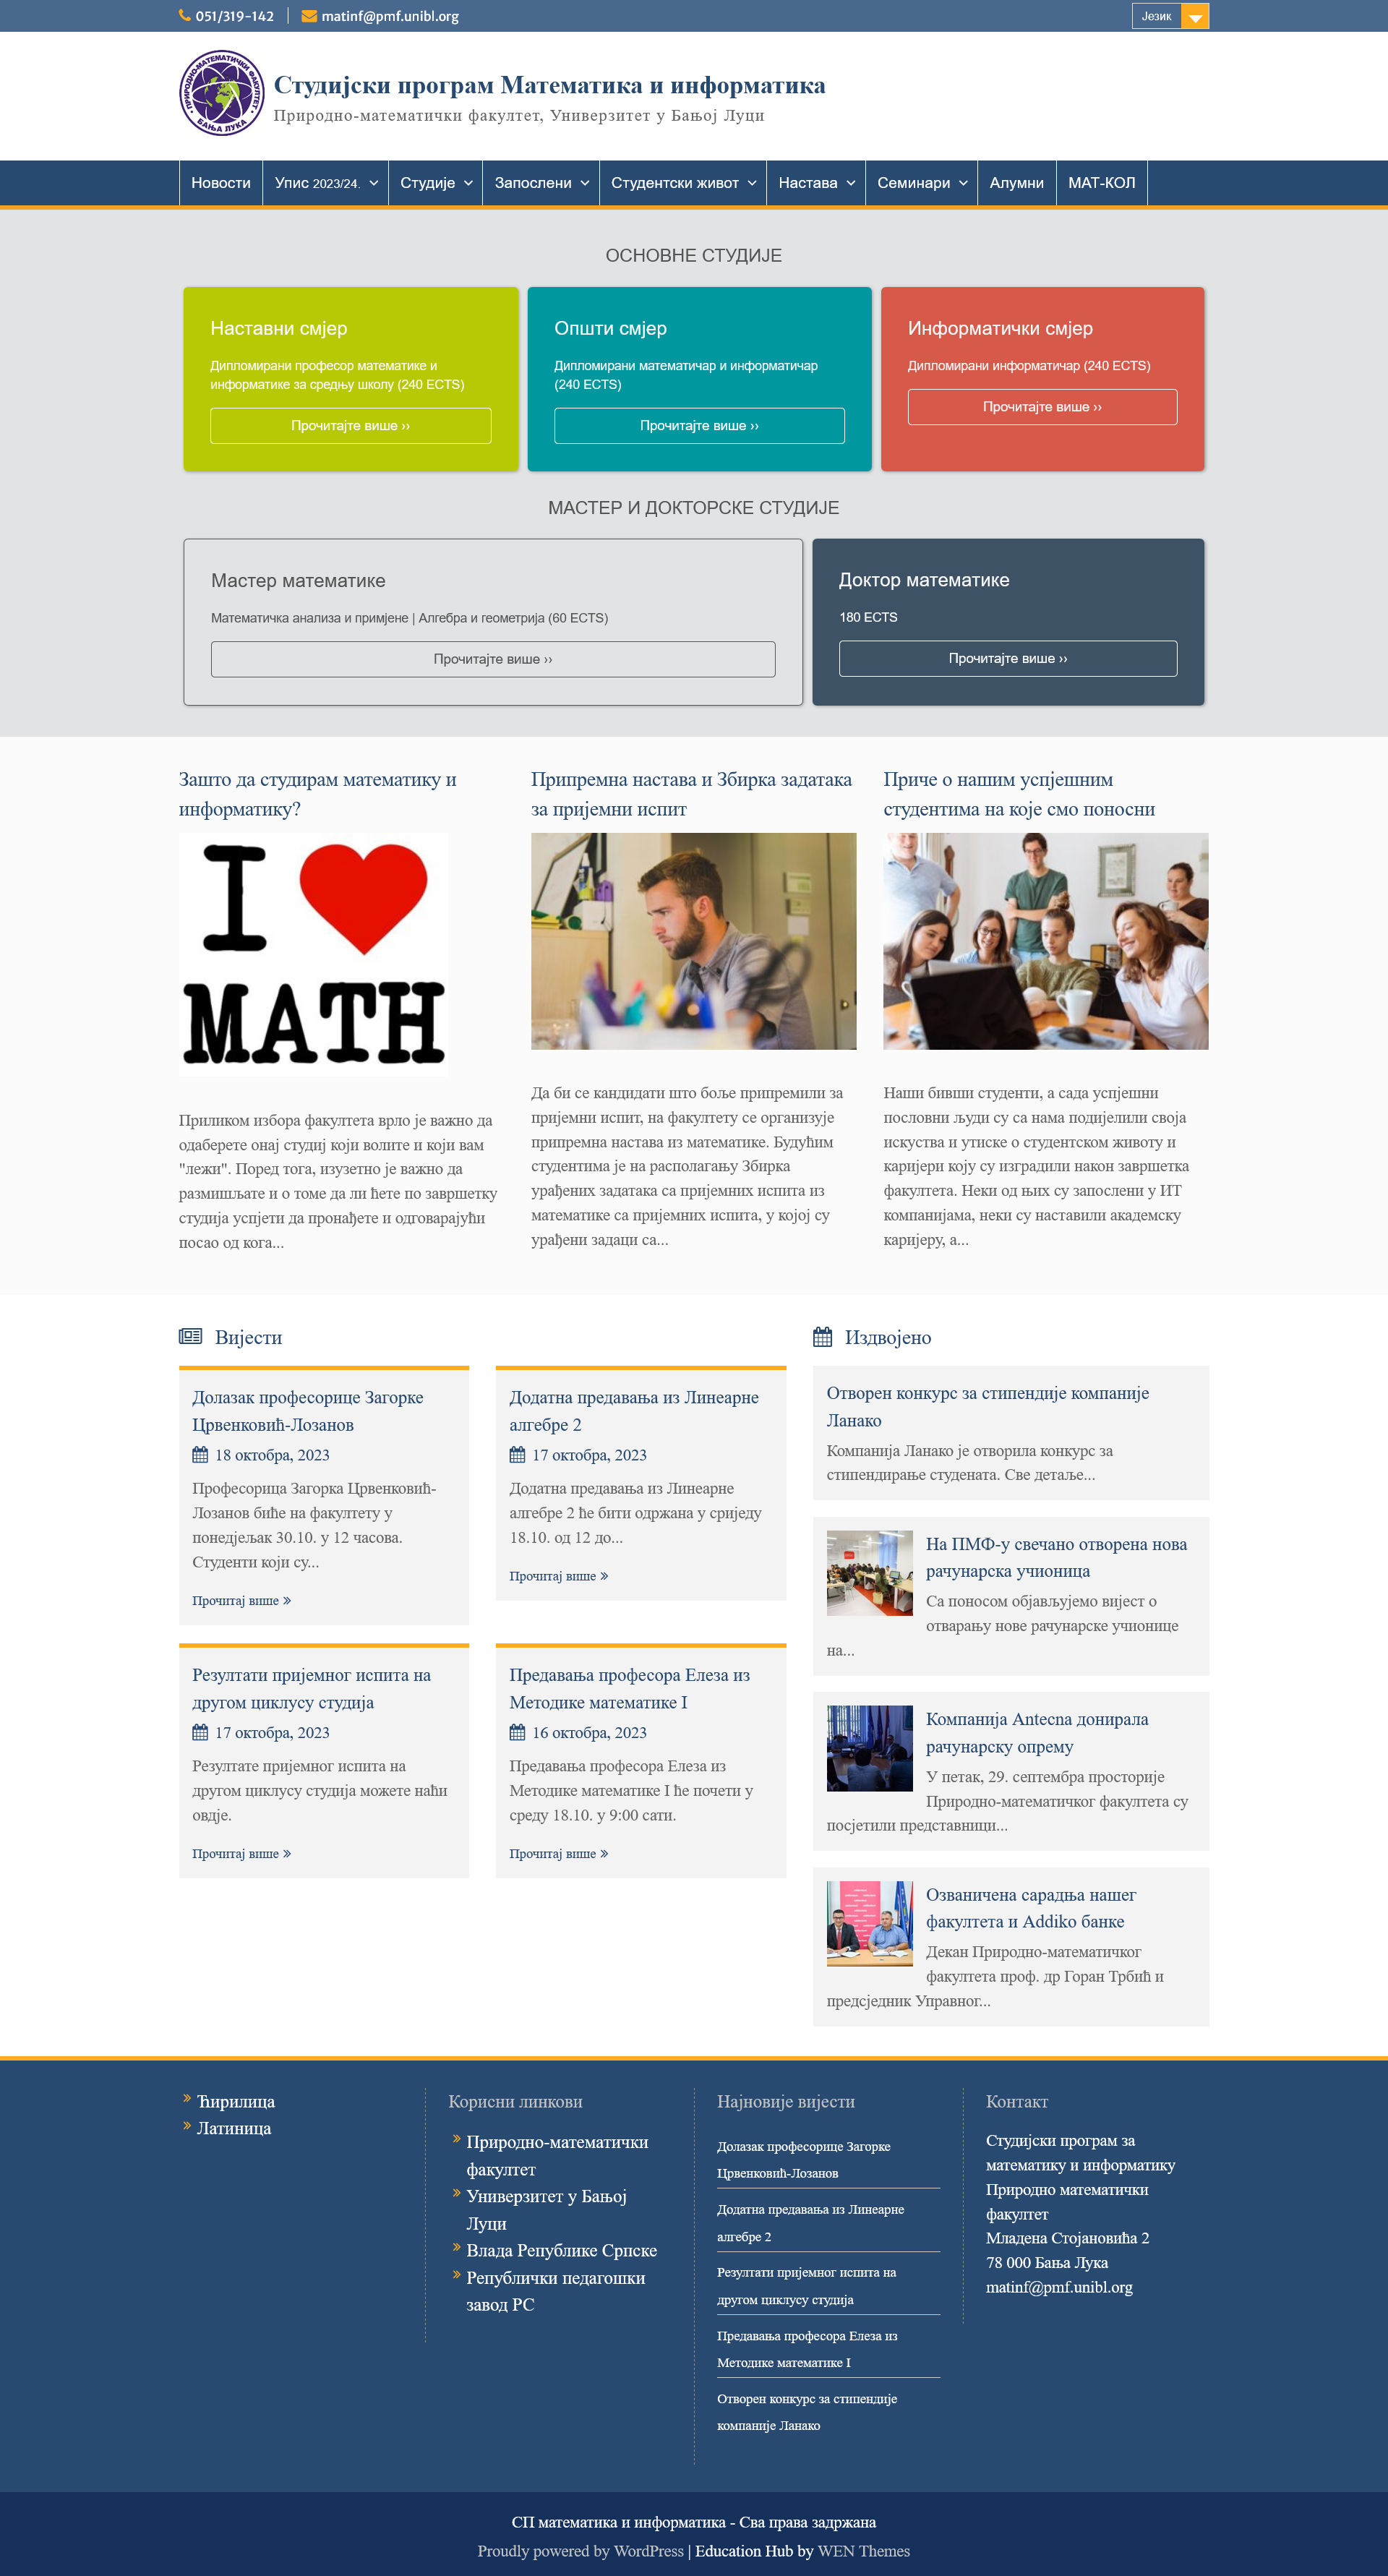 051/319-142
matinf@pmf.unibl.org
Језик
ПРИРОДНО-МАТЕМАТИЧКИ ФАКУЛТЕТ
БАЊА ЛУКА
Студијски програм Математика и информатика
Природно-математички факултет, Универзитет у Бањој Луци
Новости
Упис 2023/24.
Студије
Запослени
Студентски живот
Настава
Семинари
Алумни
МАТ-КОЛ
ОСНОВНЕ СТУДИЈЕ
Наставни смјер
Дипломирани професор математике и
информатике за средњу школу (240 ECTS)
Прочитајте више ››
Општи смјер
Дипломирани математичар и информатичар
(240 ECTS)
Прочитајте више ››
Информатички смјер
Дипломирани информатичар (240 ECTS)
Прочитајте више ››
МАСТЕР И ДОКТОРСКЕ СТУДИЈЕ
Мастер математике
Математичка анализа и примјене | Алгебра и геометрија (60 ECTS)
Прочитајте више ››
Доктор математике
180 ECTS
Прочитајте више ››
Зашто да студирам математику и
информатику?
I
MATH
Приликом избора факултета врло је важно да
одаберете онај студиј који волите и који вам
"лежи". Поред тога, изузетно је важно да
размишљате и о томе да ли ћете по завршетку
студија успјети да пронађете и одговарајући
посао од кога...
Припремна настава и Збирка задатака
за пријемни испит
Да би се кандидати што боље припремили за
пријемни испит, на факултету се организује
припремна настава из математике. Будућим
студентима је на располагању Збирка
урађених задатака са пријемних испита из
математике са пријемних испита, у којој су
урађени задаци са...
Приче о нашим успјешним
студентима на које смо поносни
Наши бивши студенти, а сада успјешни
пословни људи су са нама подијелили своја
искуства и утиске о студентском животу и
каријери коју су изградили након завршетка
факултета. Неки од њих су запослени у ИТ
компанијама, неки су наставили академску
каријеру, а...
Вијести
Долазак професорице Загорке
Црвенковић-Лозанов
18 октобра, 2023
Професорица Загорка Црвенковић-
Лозанов биће на факултету у
понедјељак 30.10. у 12 часова.
Студенти који су...
Прочитај више
Додатна предавања из Линеарне
алгебре 2
17 октобра, 2023
Додатна предавања из Линеарне
алгебре 2 ће бити одржана у сриједу
18.10. од 12 до...
Прочитај више
Резултати пријемног испита на
другом циклусу студија
17 октобра, 2023
Резултате пријемног испита на
другом циклусу студија можете наћи
овдје.
Прочитај више
Предавања професора Елеза из
Методике математике I
16 октобра, 2023
Предавања професора Елеза из
Методике математике I ће почети у
среду 18.10. у 9:00 сати.
Прочитај више
Издвојено
Отворен конкурс за стипендије компаније
Ланако
Компанија Ланако је отворила конкурс за
стипендирање студената. Све детаље...
На ПМФ-у свечано отворена нова
рачунарска учионица
Са поносом објављујемо вијест о
отварању нове рачунарске учионице
на...
Компанија Antecna донирала
рачунарску опрему
У петак, 29. септембра просторије
Природно-математичког факултета су
посјетили представници...
Озваничена сарадња нашег
факултета и Addiko банке
Декан Природно-математичког
факултета проф. др Горан Трбић и
предсједник Управног...
Ћирилица
Латиница
Корисни линкови
Природно-математички
факултет
Универзитет у Бањој
Луци
Влада Републике Српске
Републички педагошки
завод РС
Најновије вијести
Долазак професорице Загорке
Црвенковић-Лозанов
Додатна предавања из Линеарне
алгебре 2
Резултати пријемног испита на
другом циклусу студија
Предавања професора Елеза из
Методике математике I
Отворен конкурс за стипендије
компаније Ланако
Контакт
Студијски програм за
математику и информатику
Природно математички
факултет
Младена Стојановића 2
78 000 Бања Лука
matinf@pmf.unibl.org
СП математика и информатика - Сва права задржана
Proudly powered by WordPress | Education Hub by WEN Themes